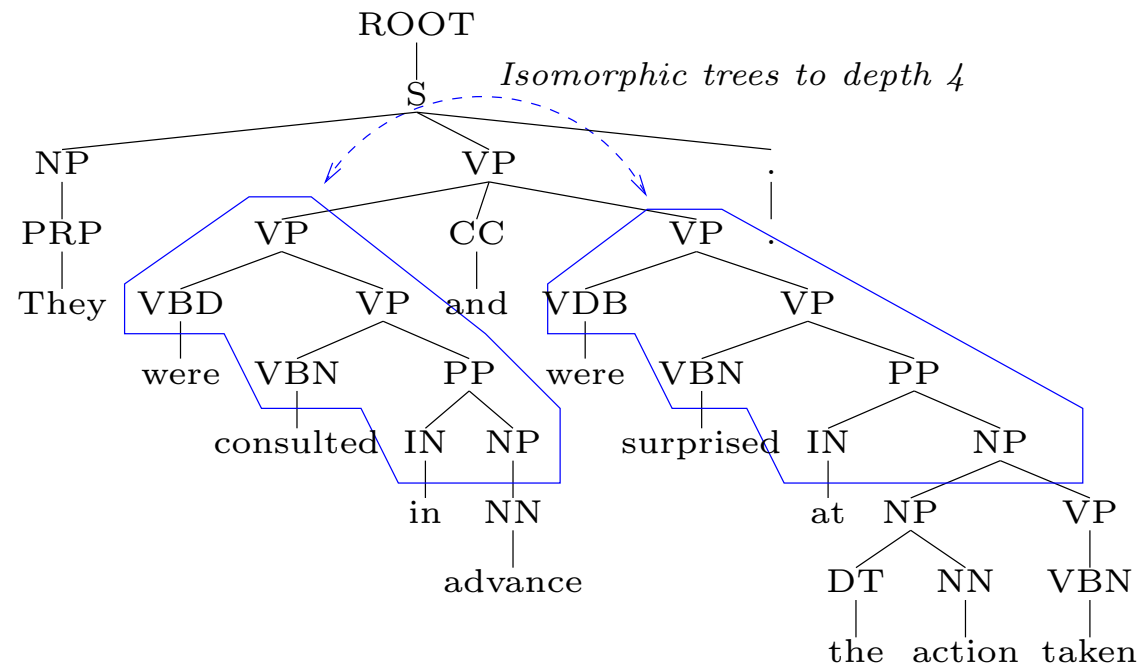 ROOT
Isomorphic trees to depth 4
S
NP VP .
PRP VP CC VP .
They VBD VP and VDB VP
were VBN PP were VBN PP
consulted IN NP surprised IN NP
in NN at NP VP
advance DT NN VBN
the action taken